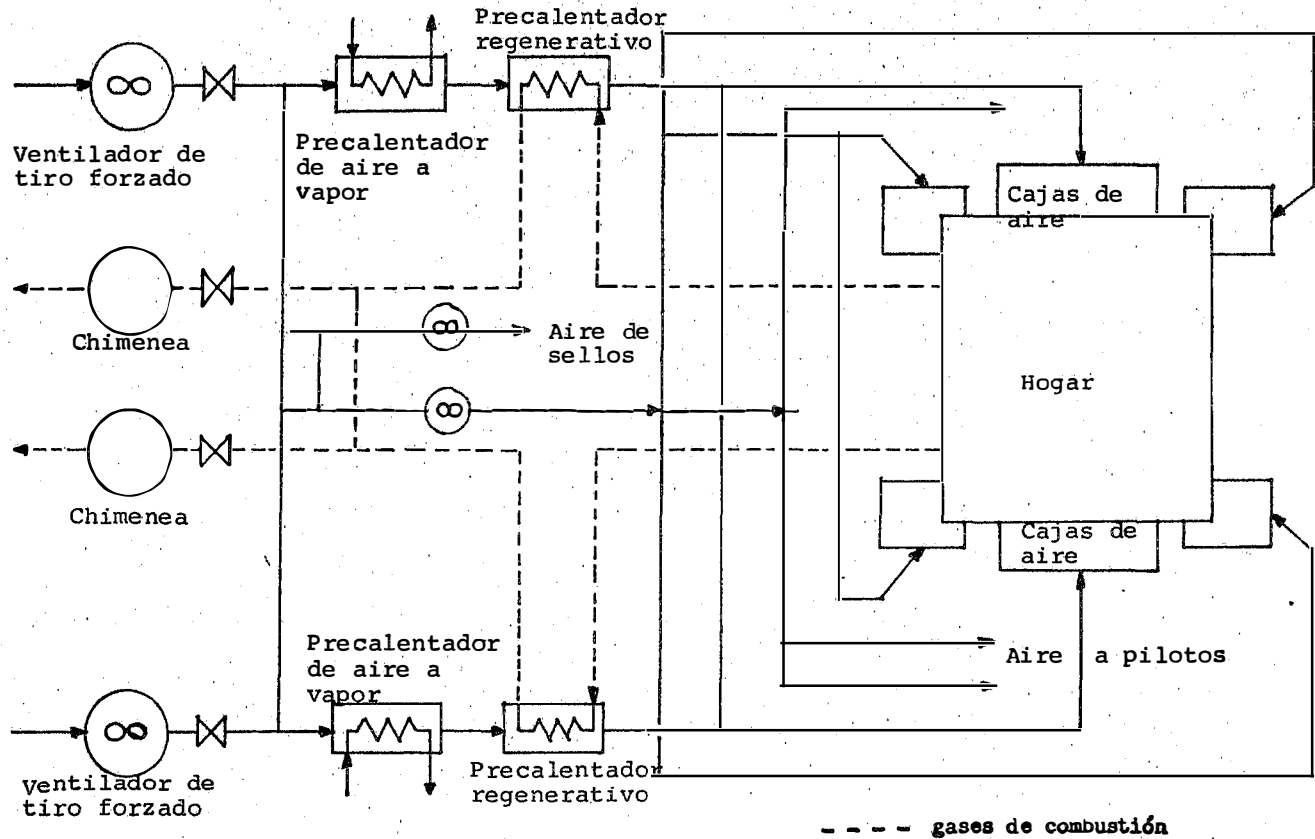 Precalentador
regenerativo
Ventilador de
tiro forzado
Precalentador
de aire a
vapor
Cajas de
aire
Chimenea
Aire de
sellos
Hogar
Chimenea
Cajas de
aire
Precalentador
de aire a
vapor
Aire a pilotos
Ventilador de
tiro forzado
Precalentador
regenerativo
gases de combustión